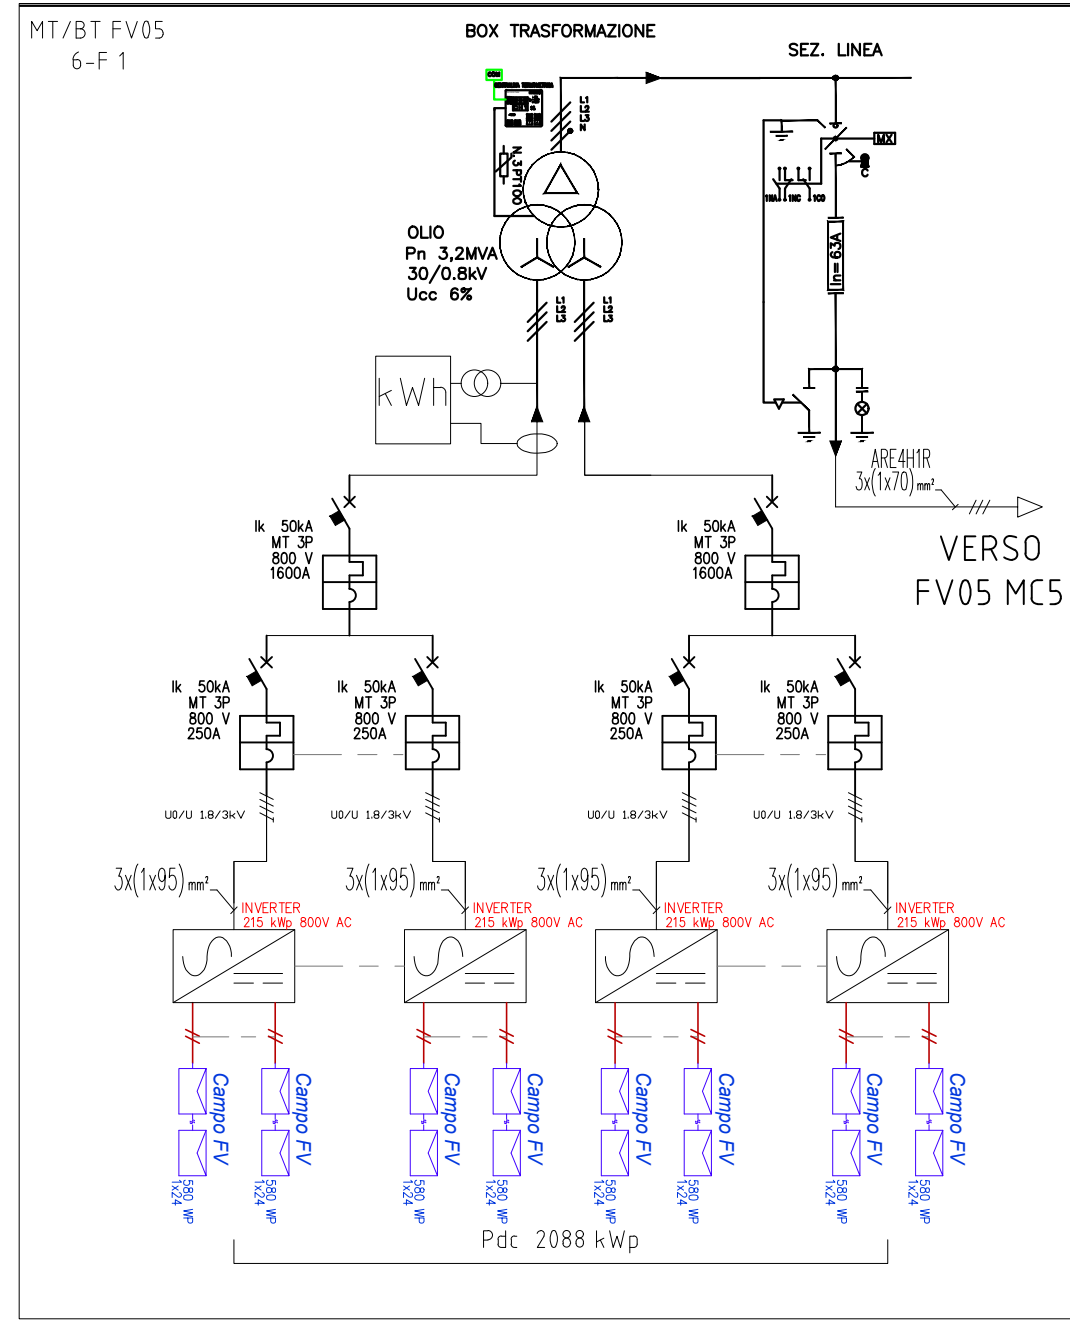 MT/BT FV05
6-F 1
BOX TRASFORMAZIONE
SEZ. LINEA
COM
L1
L2
L3
N
N. 3 PT100
MX
C
1NA
1NC
1CO
In=63A
OLIO
Pn 3,2MVA
30/0.8kV
Ucc 6%
L1
L2
L3
L1
L2
L3
kWh
ARE4H1R
3x(1x70) mm²
VERSO
FV05 MC5
Ik 50kA
MT 3P
800 V
1600A
Ik 50kA
MT 3P
800 V
1600A
Ik 50kA
MT 3P
800 V
250A
Ik 50kA
MT 3P
800 V
250A
Ik 50kA
MT 3P
800 V
250A
Ik 50kA
MT 3P
800 V
250A
U0/U 1.8/3kV
U0/U 1.8/3kV
U0/U 1.8/3kV
U0/U 1.8/3kV
3x(1x95) mm²
3x(1x95) mm²
3x(1x95) mm²
3x(1x95) mm²
INVERTER
215 kWp 800V AC
INVERTER
215 kWp 800V AC
INVERTER
215 kWp 800V AC
INVERTER
215 kWp 800V AC
Campo FV
Campo FV
Campo FV
Campo FV
Campo FV
Campo FV
Campo FV
Campo FV
580 WP
1x24
580 WP
1x24
580 WP
1x24
580 WP
1x24
580 WP
1x24
580 WP
1x24
580 WP
1x24
580 WP
1x24
Pdc 2088 kWp